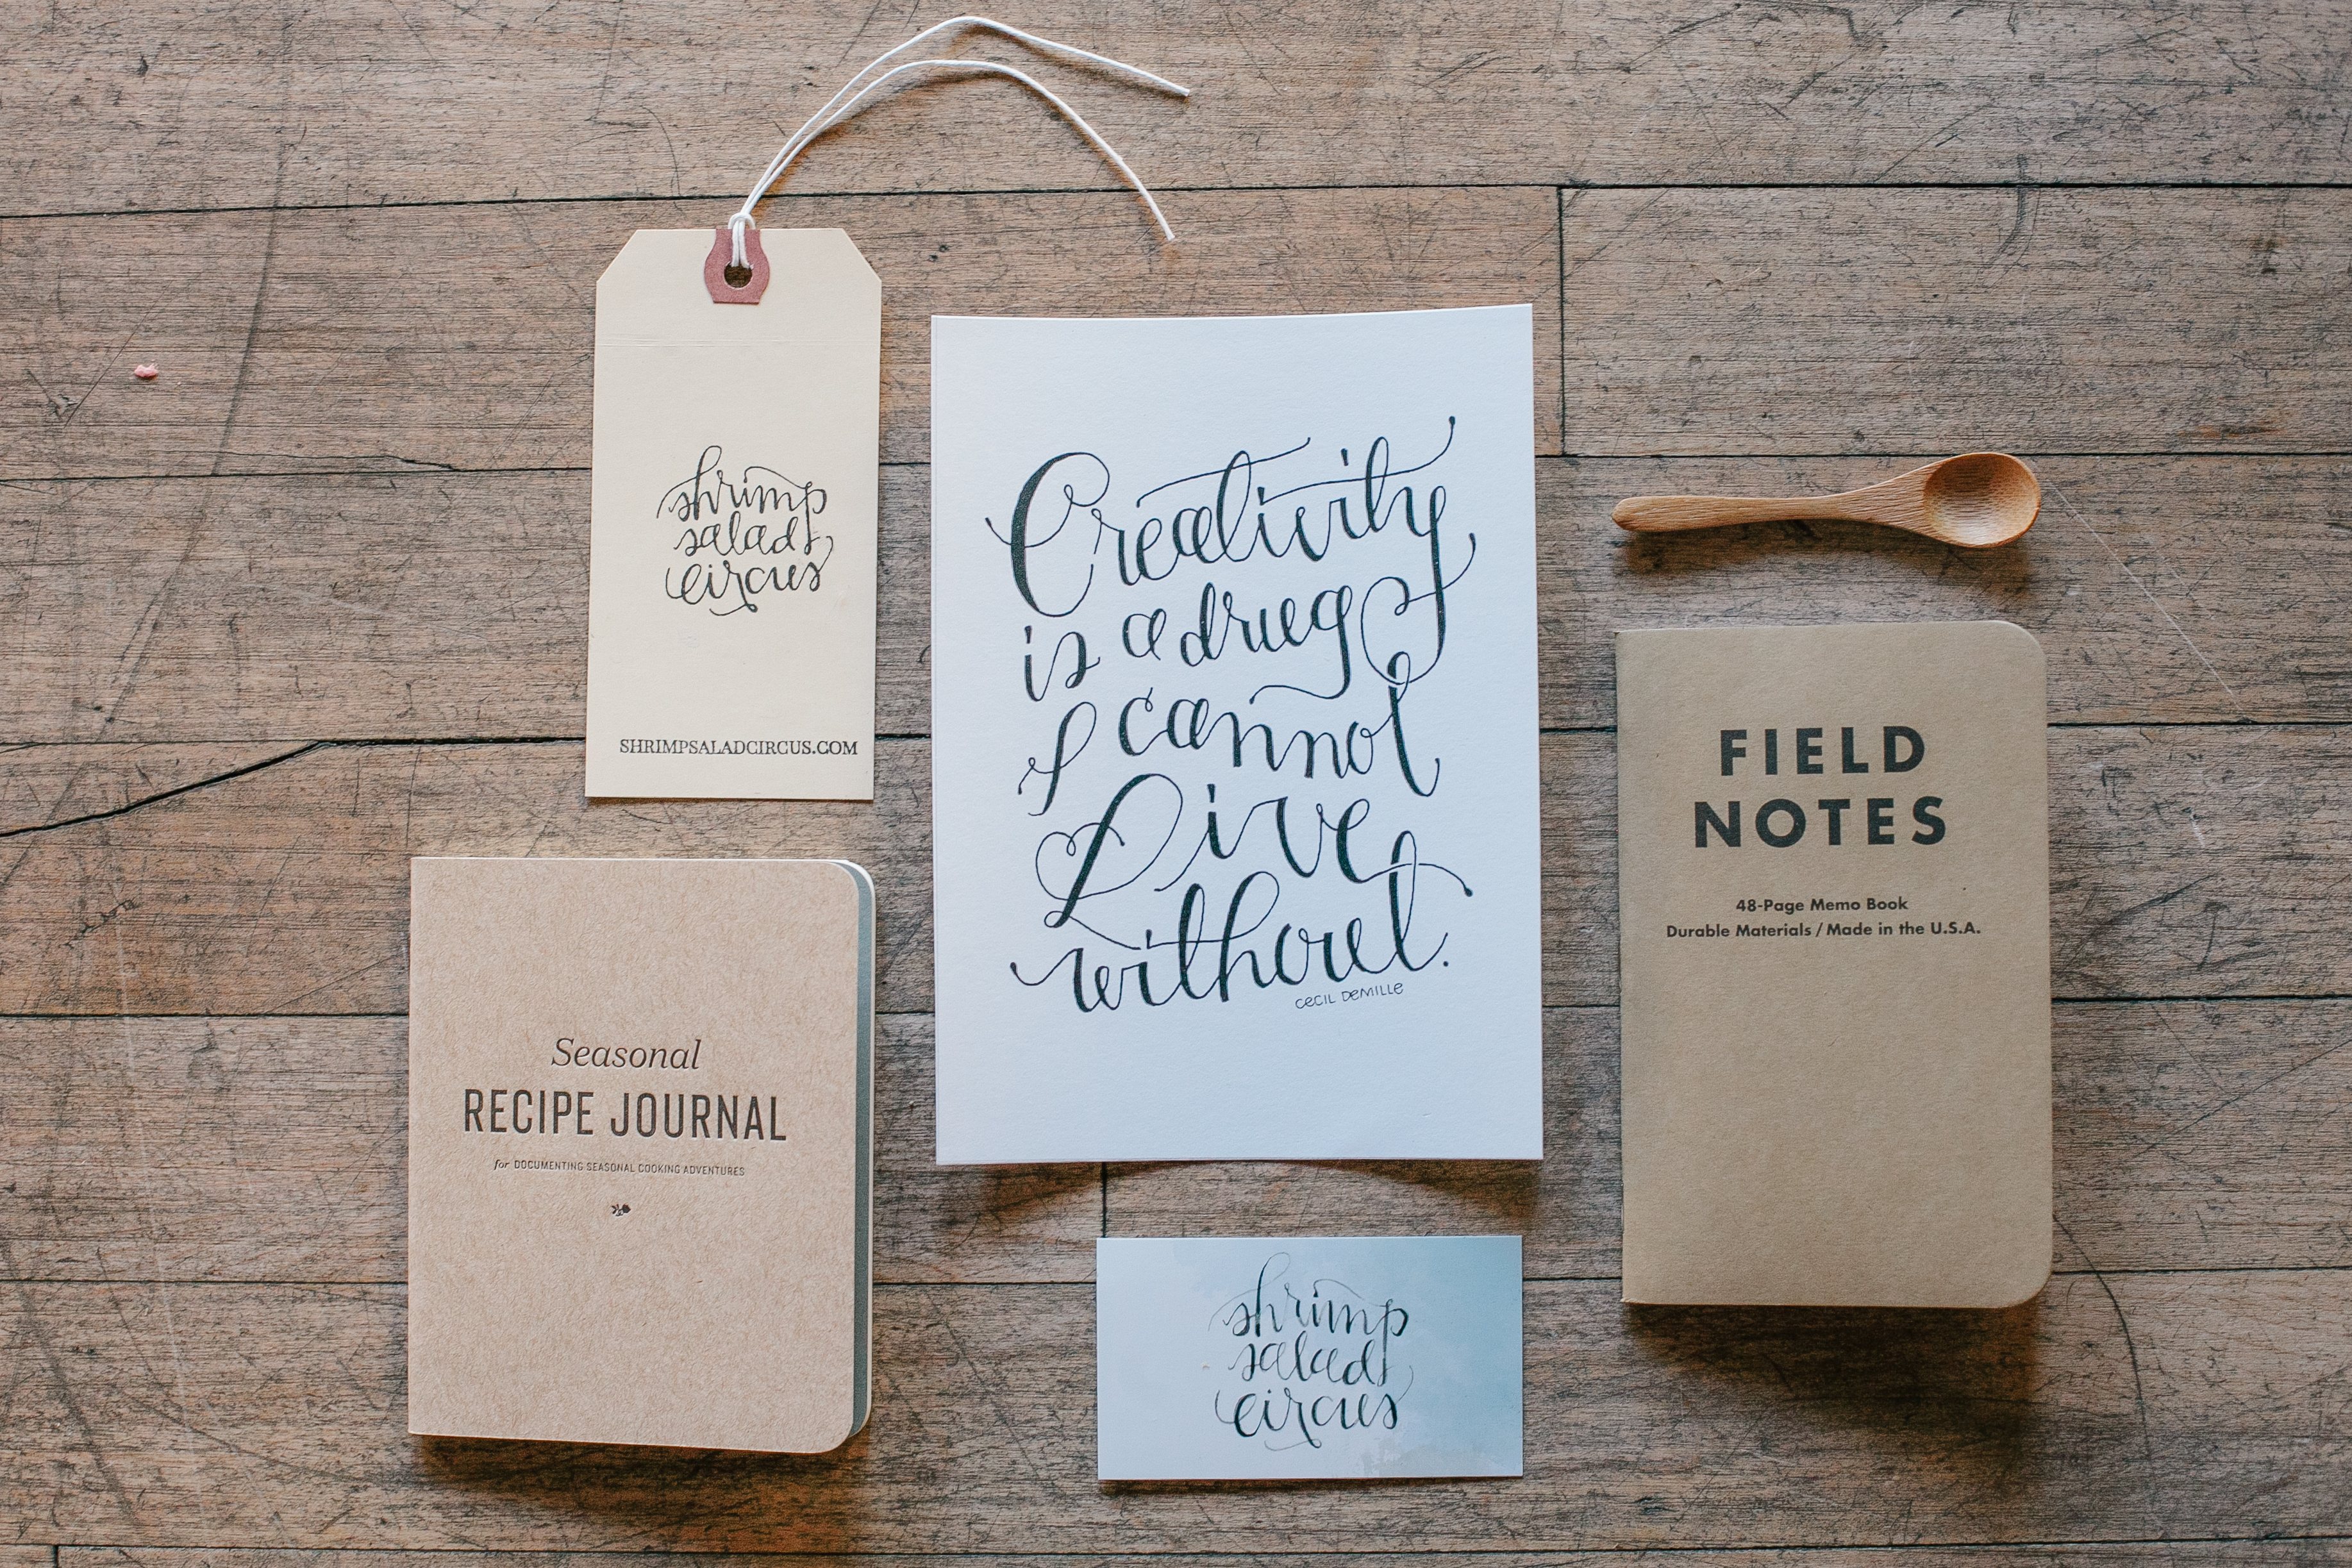 shrimp
salad
circus
SHRIMPSALADCIRCUS.COM
Creativity
is a drug
I cannot
Live
without.
CECIL DEMILLE
FIELD
NOTES
48-Page Memo Book
Durable Materials / Made in the U.S.A.
Seasonal
RECIPE JOURNAL
for DOCUMENTING SEASONAL COOKING ADVENTURES
shrimp
salad
circus